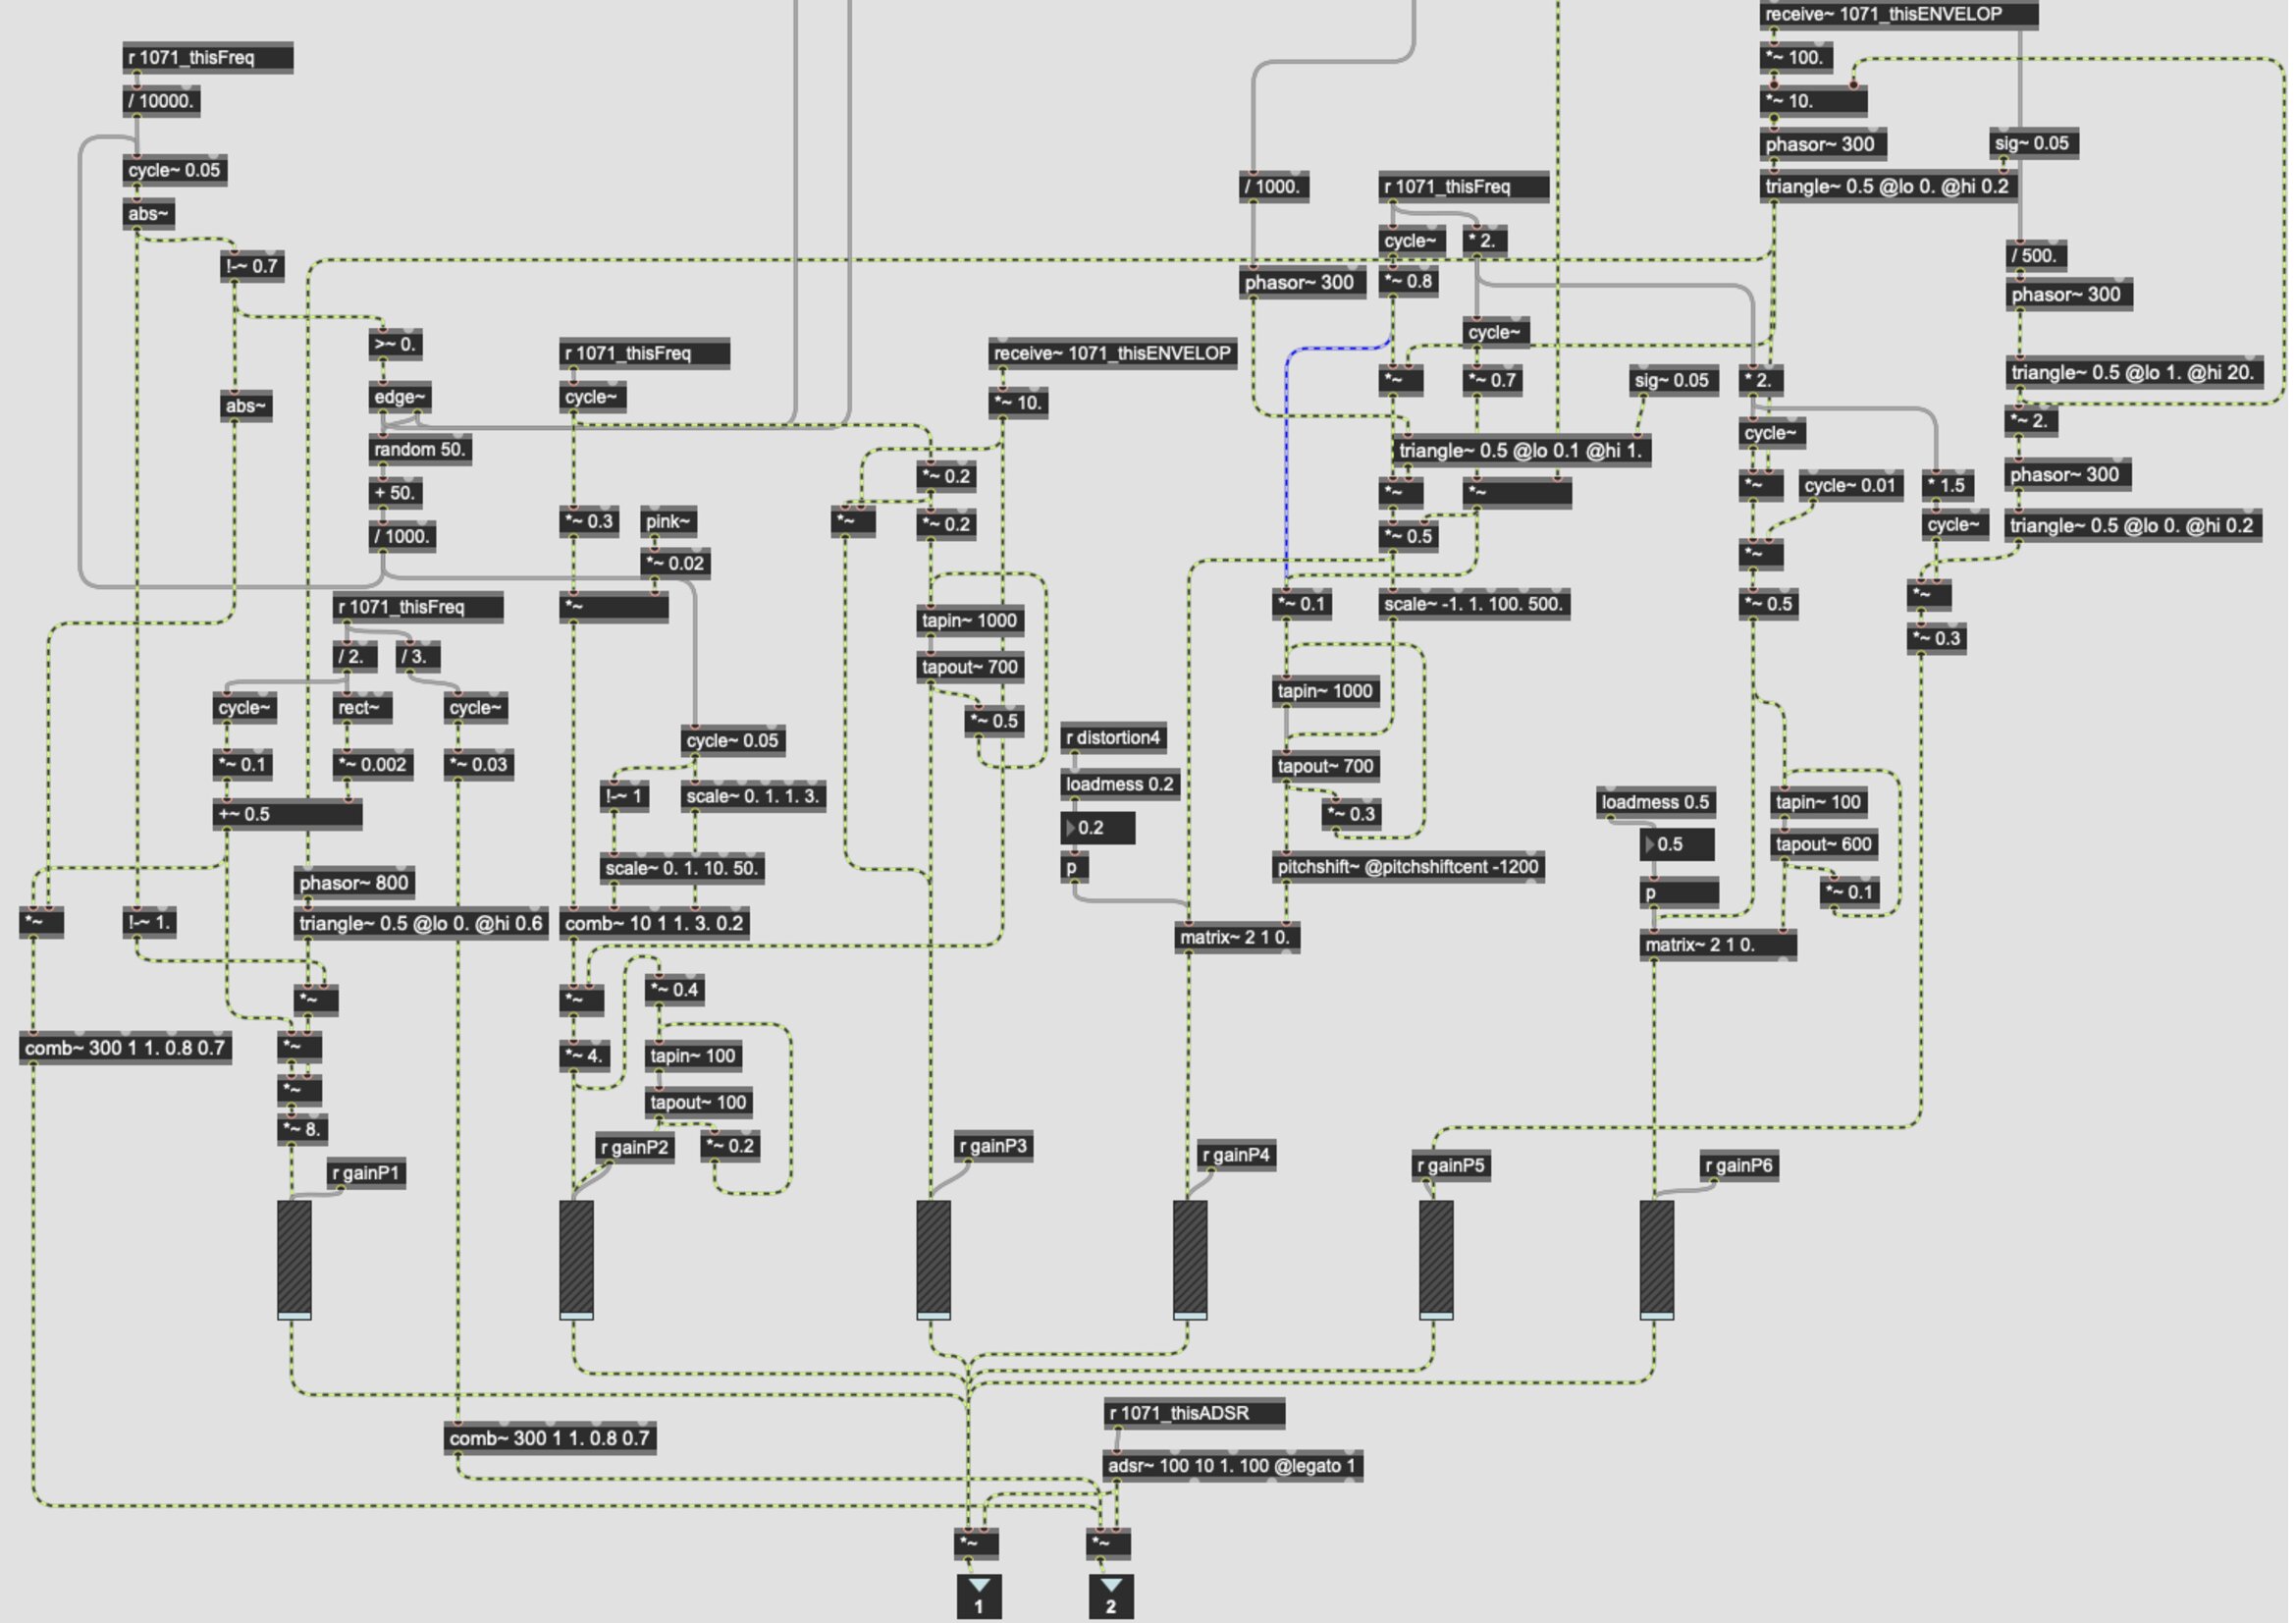 receive~ 1071_thisENVELOP
r 1071_thisFreq
*~ 100.
/ 10000.
*~ 10.
phasor~ 300
sig~ 0.05
cycle~ 0.05
/ 1000.
r 1071_thisFreq
triangle~ 0.5 @lo 0. @hi 0.2
abs~
cycle~
* 2.
/ 500.
!-~ 0.7
phasor~ 300
*~ 0.8
phasor~ 300
cycle~
>~ 0.
r 1071_thisFreq
receive~ 1071_thisENVELOP
triangle~ 0.5 @lo 1. @hi 20.
*~
*~ 0.7
sig~ 0.05
* 2.
abs~
edge~
cycle~
*~ 10.
*~ 2.
cycle~
random 50.
triangle~ 0.5 @lo 0.1 @hi 1.
*~ 0.2
phasor~ 300
+ 50.
*~
*~
*~
cycle~ 0.01
* 1.5
*~ 0.3
pink~
*~
*~ 0.2
cycle~
triangle~ 0.5 @lo 0. @hi 0.2
/ 1000.
*~ 0.5
*~ 0.02
*~
r 1071_thisFreq
*~
tapin~ 1000
*~ 0.1
scale~ -1. 1. 100. 500.
*~ 0.5
*~
*~ 0.3
/ 2.
/ 3.
tapout~ 700
tapin~ 1000
cycle~
rect~
cycle~
*~ 0.5
r distortion4
cycle~ 0.05
*~ 0.1
*~ 0.002
*~ 0.03
tapout~ 700
loadmess 0.2
!-~ 1
scale~ 0. 1. 1. 3.
loadmess 0.5
tapin~ 100
+~ 0.5
*~ 0.3
0.2
0.5
tapout~ 600
scale~ 0. 1. 10. 50.
p
pitchshift~ @pitchshiftcent -1200
phasor~ 800
p
*~ 0.1
*~
!-~ 1.
triangle~ 0.5 @lo 0. @hi 0.6
comb~ 10 1 1. 3. 0.2
matrix~ 2 1 0.
matrix~ 2 1 0.
*~
*~
*~ 0.4
comb~ 300 1 1. 0.8 0.7
*~
*~ 4.
tapin~ 100
*~
tapout~ 100
*~ 8.
r gainP2
*~ 0.2
r gainP3
r gainP4
r gainP1
r gainP5
r gainP6
r 1071_thisADSR
comb~ 300 1 1. 0.8 0.7
adsr~ 100 10 1. 100 @legato 1
*~
*~
1
2